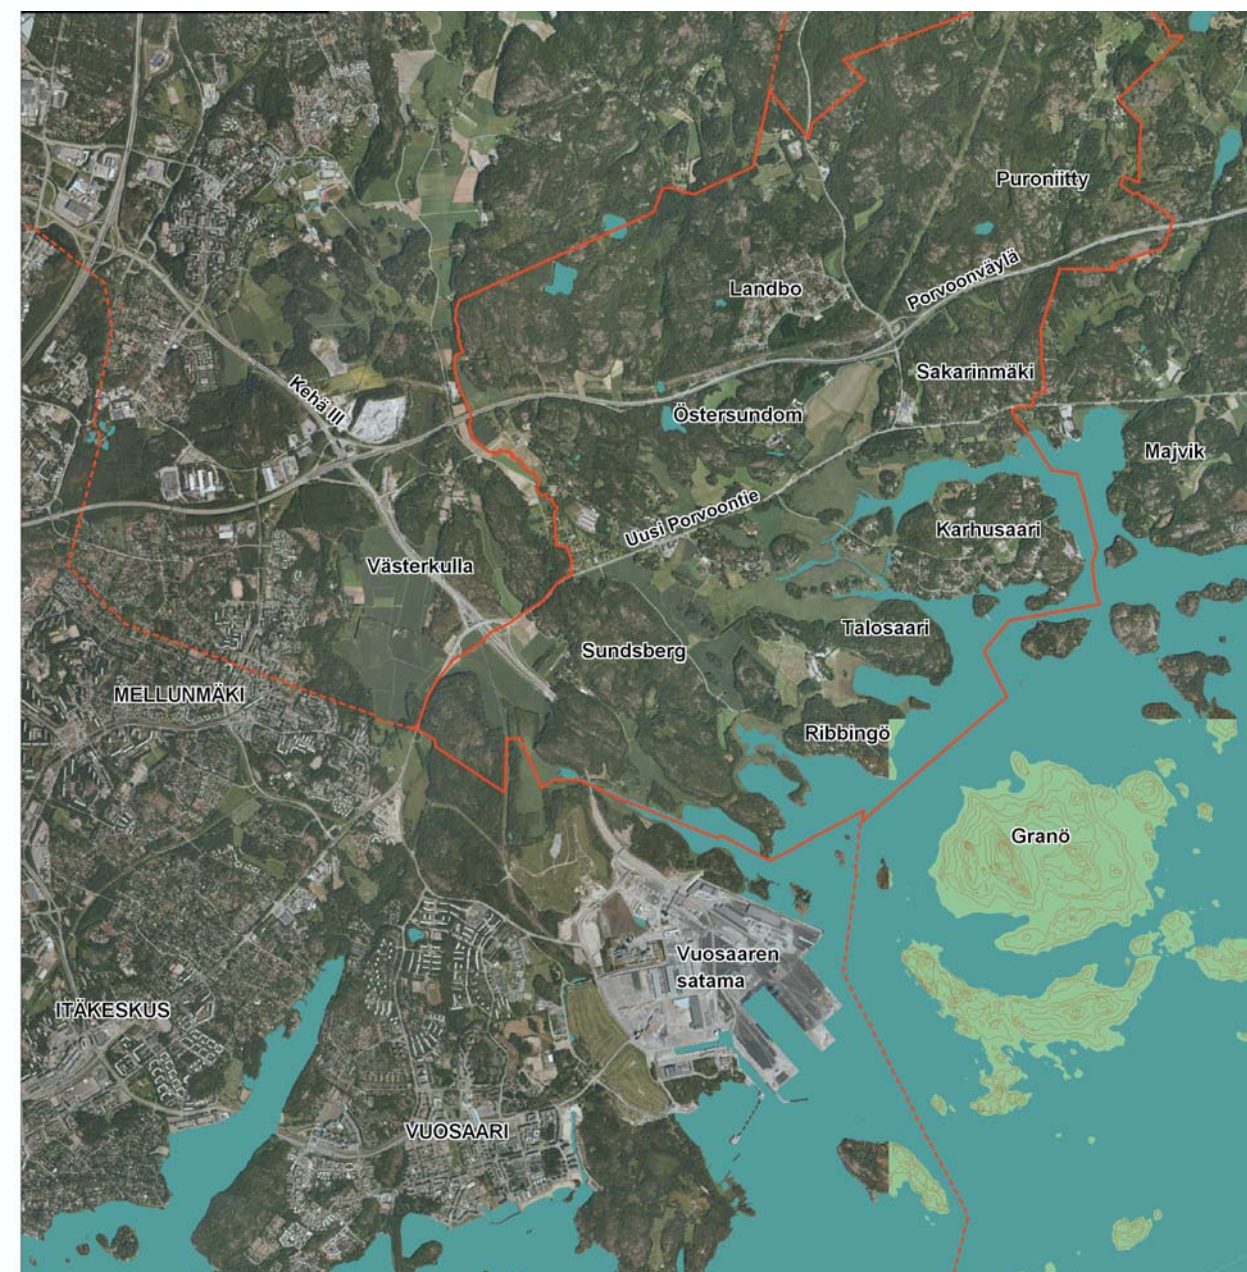 Puroniitty
Porvoonväylä
Landbo
Sakarinmäki
Kehä III
Östersundom
Majvik
Uusi Porvoontie
Karhusaari
Västerkulla
Talosaari
Sundsberg
MELLUNMÄKI
Ribbingö
Granö
Vuosaaren
satama
ITÄKESKUS
VUOSAARI